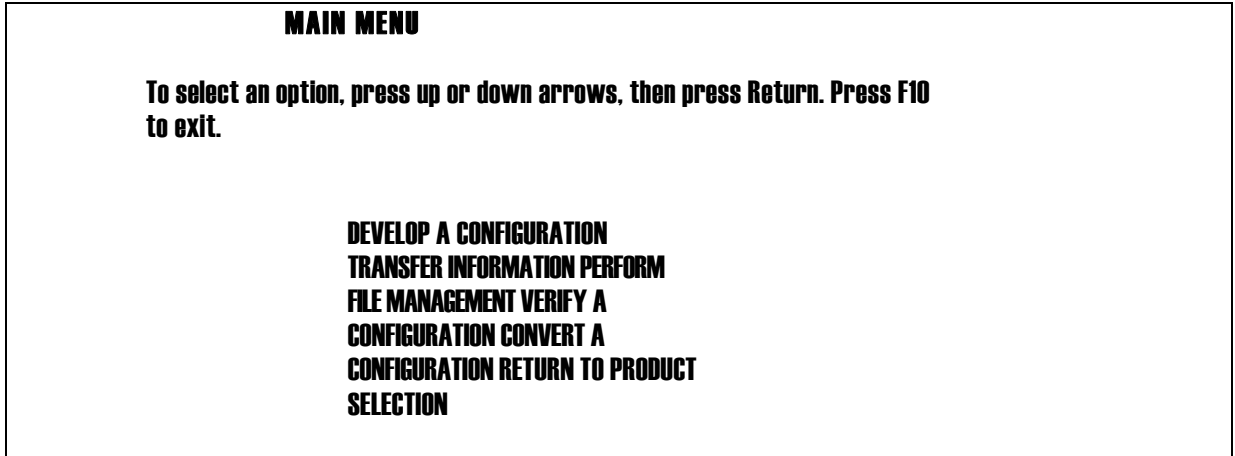 MAIN MENU
To select an option, press up or down arrows, then press Return. Press F10
to exit.
DEVELOP A CONFIGURATION
TRANSFER INFORMATION PERFORM
FILE MANAGEMENT VERIFY A
CONFIGURATION CONVERT A
CONFIGURATION RETURN TO PRODUCT
SELECTION